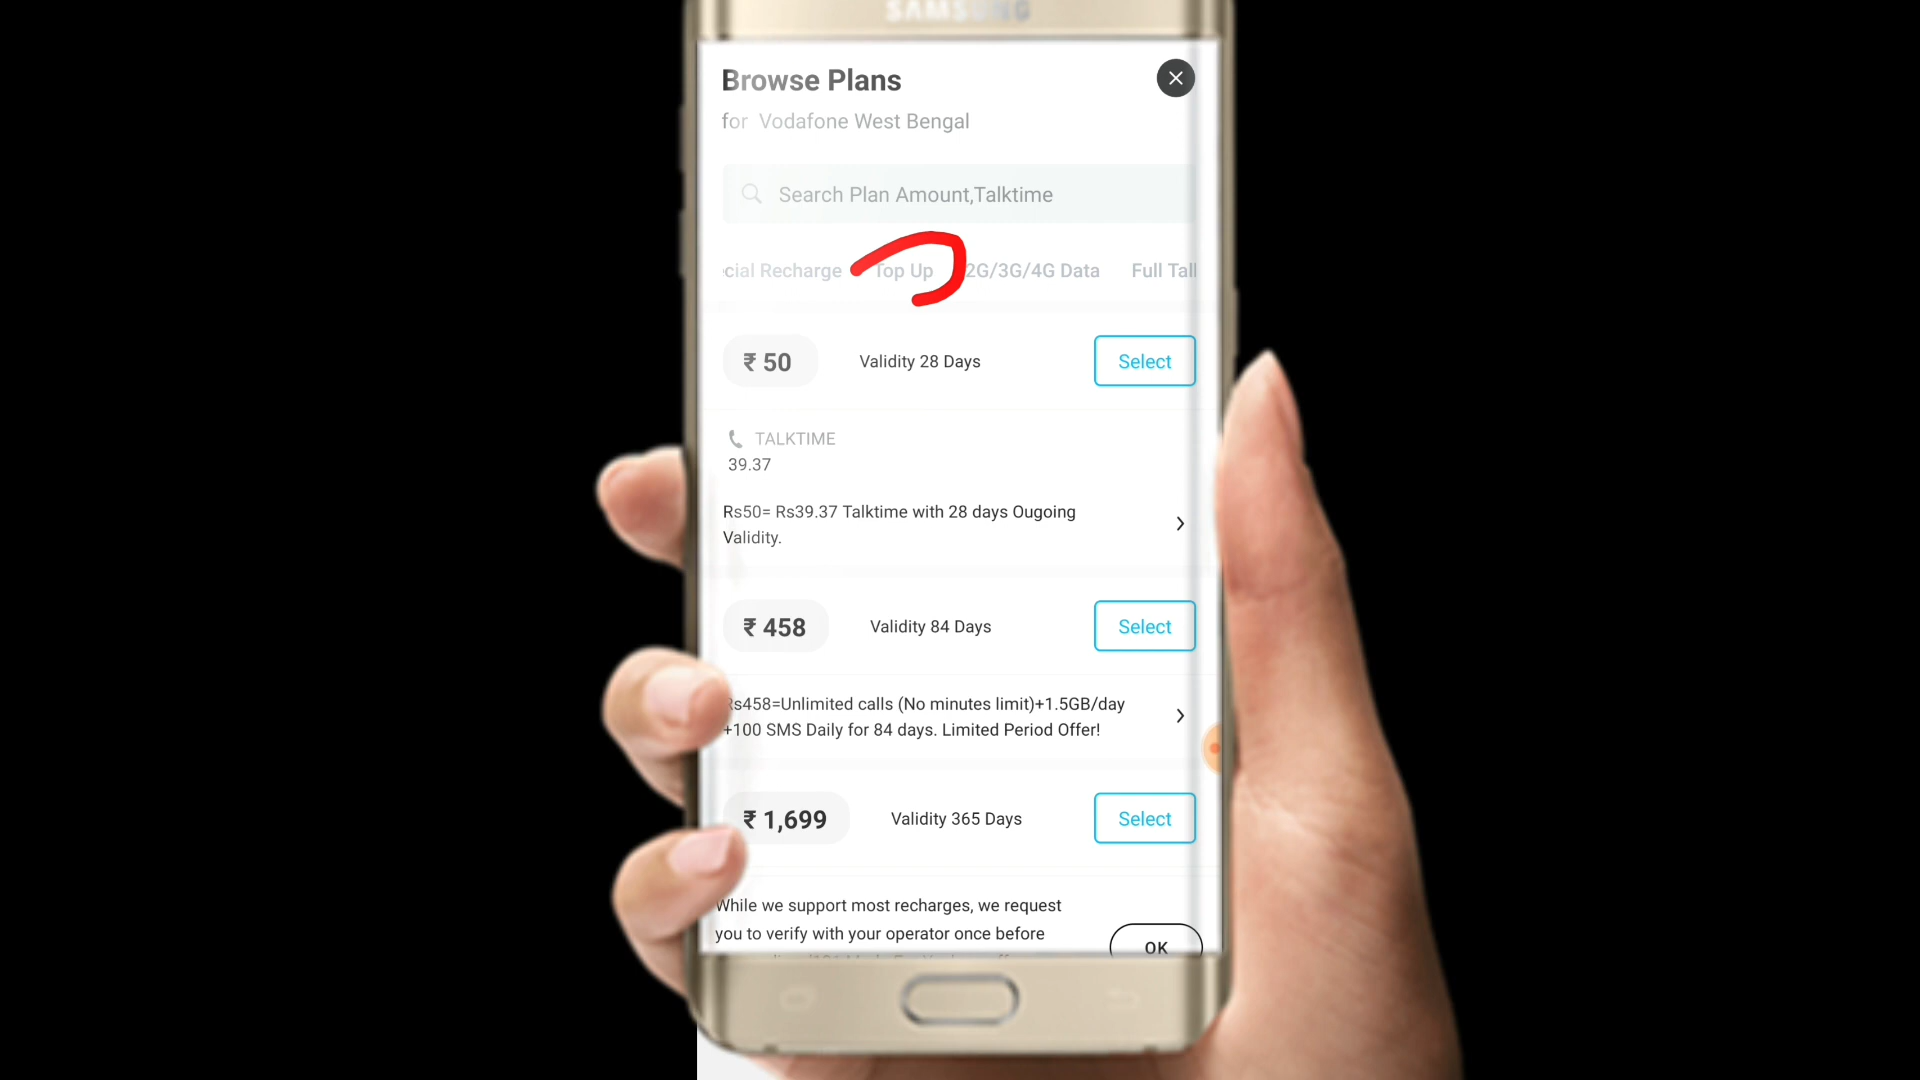 SAMSUNG
Browse Plans
for Vodafone West Bengal
Search Plan Amount,Talktime
cial Recharge Top Up 2G/3G/4G Data Full Tal
₹ 50 Validity 28 Days Select
TALKTIME
39.37
Rs50= Rs39.37 Talktime with 28 days Ougoing
Validity.
₹ 458 Validity 84 Days Select
Rs458=Unlimited calls (No minutes limit)+1.5GB/day
+100 SMS Daily for 84 days. Limited Period Offer!
₹ 1,699 Validity 365 Days Select
While we support most recharges, we request
you to verify with your operator once before
OK